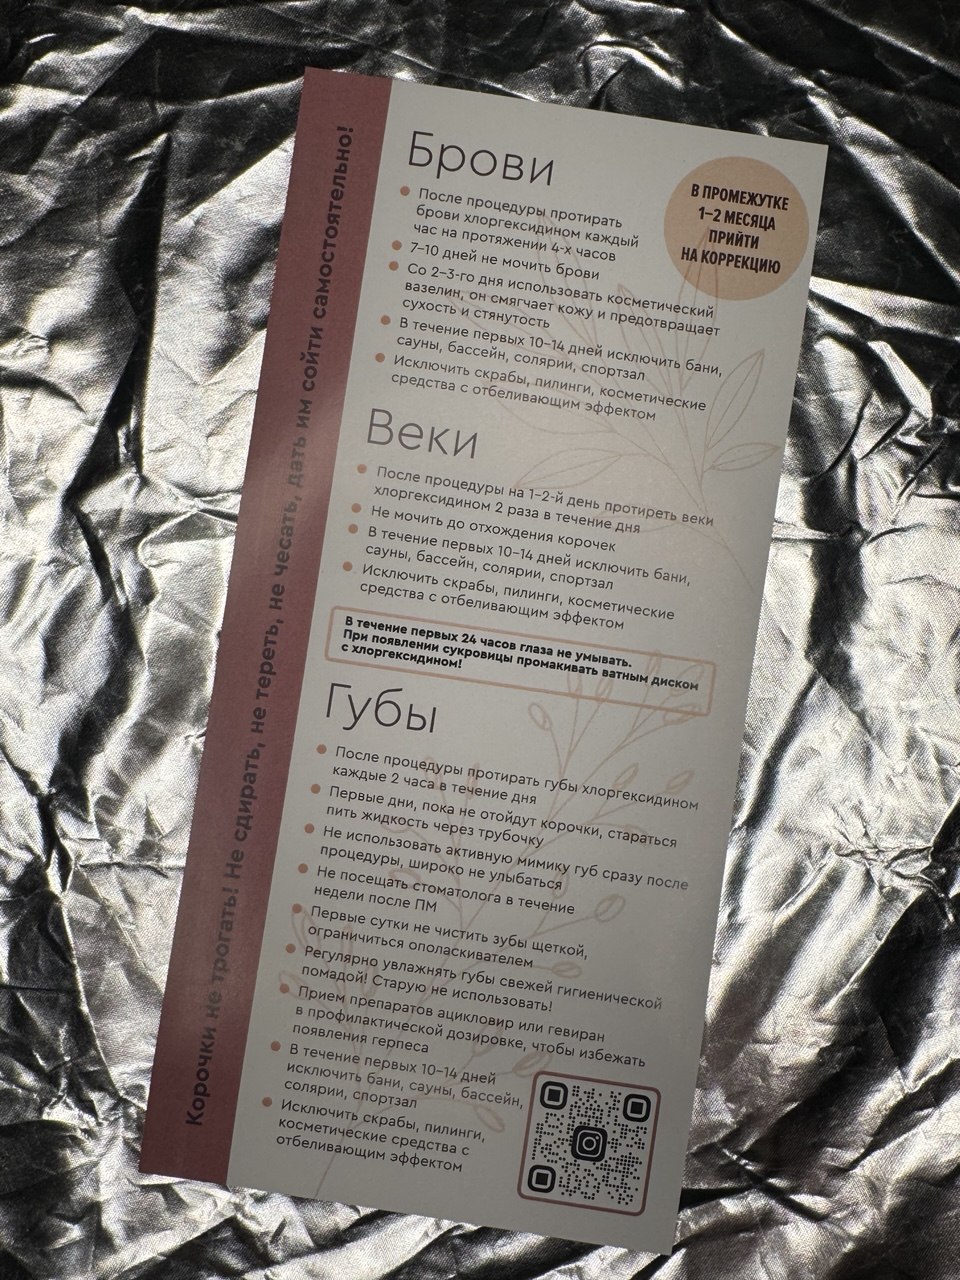 Корочки не трогать! Не сдирать, не тереть, не чесать, дать им сойти самостоятельно!
Брови
После процедуры протирать
брови хлоргексидином каждый
час на протяжении 4-х часов
7–10 дней не мочить брови
Со 2–3-го дня использовать косметический
вазелин, он смягчает кожу и предотвращает
сухость и стянутость
В течение первых 10–14 дней исключить бани,
сауны, бассейн, солярии, спортзал
Исключить скрабы, пилинги, косметические
средства с отбеливающим эффектом
В ПРОМЕЖУТКЕ
1–2 МЕСЯЦА
ПРИЙТИ
НА КОРРЕКЦИЮ
Веки
После процедуры на 1–2-й день протиреть веки
хлоргексидином 2 раза в течение дня
Не мочить до отхождения корочек
В течение первых 10–14 дней исключить бани,
сауны, бассейн, солярии, спортзал
Исключить скрабы, пилинги, косметические
средства с отбеливающим эффектом
В течение первых 24 часов глаза не умывать.
При появлении сукровицы промакивать ватным диском
с хлоргексидином!
Губы
После процедуры протирать губы хлоргексидином
каждые 2 часа в течение дня
Первые дни, пока не отойдут корочки, стараться
пить жидкость через трубочку
Не использовать активную мимику губ сразу после
процедуры, широко не улыбаться
Не посещать стоматолога в течение
недели после ПМ
Первые сутки не чистить зубы щеткой,
ограничиться ополаскивателем
Регулярно увлажнять губы свежей гигиенической
помадой! Старую не использовать!
Прием препаратов ацикловир или гевиран
в профилактической дозировке, чтобы избежать
появления герпеса
В течение первых 10–14 дней
исключить бани, сауны, бассейн,
солярии, спортзал
Исключить скрабы, пилинги,
косметические средства с
отбеливающим эффектом